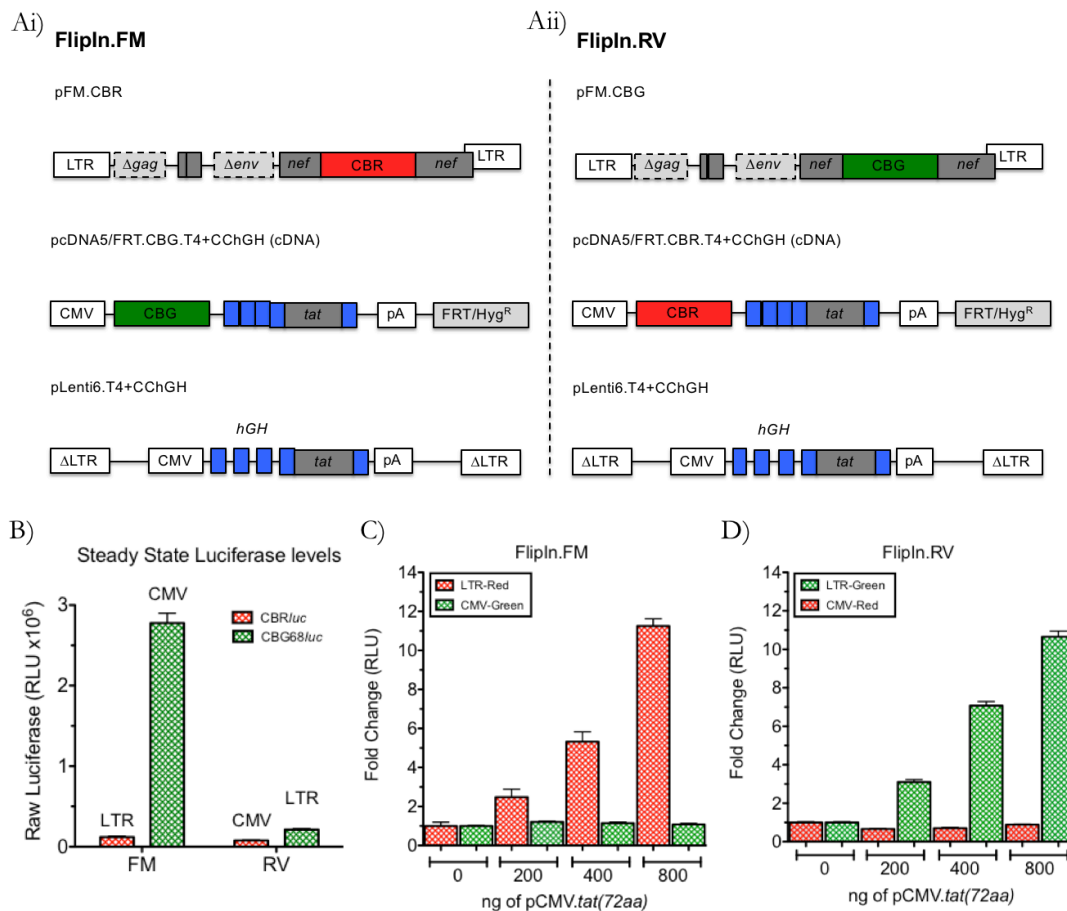 Ai)
FlipIn.FM
pFM.CBR
LTR Δgag Δenv nef CBR nef LTR
pcDNA5/FRT.CBG.T4+CChGH (cDNA)
CMV CBG tat pA FRT/HygR
pLenti6.T4+CChGH
hGH
ΔLTR CMV tat pA ΔLTR
Aii)
FlipIn.RV
pFM.CBG
LTR Δgag Δenv nef CBG nef LTR
pcDNA5/FRT.CBR.T4+CChGH (cDNA)
CMV CBR tat pA FRT/HygR
pLenti6.T4+CChGH
hGH
ΔLTR CMV tat pA ΔLTR
B)
Steady State Luciferase levels
Raw Luciferase (RLU x10⁶)
3
2
1
0
CMV
CBRluc
CBG68luc
LTR
CMV
LTR
FM RV
C)
FlipIn.FM
Fold Change (RLU)
14
12
10
8
6
4
2
0
LTR-Red
CMV-Green
0 200 400 800
ng of pCMV.tat(72aa)
D)
FlipIn.RV
Fold Change (RLU)
14
12
10
8
6
4
2
0
LTR-Green
CMV-Red
0 200 400 800
ng of pCMV.tat(72aa)